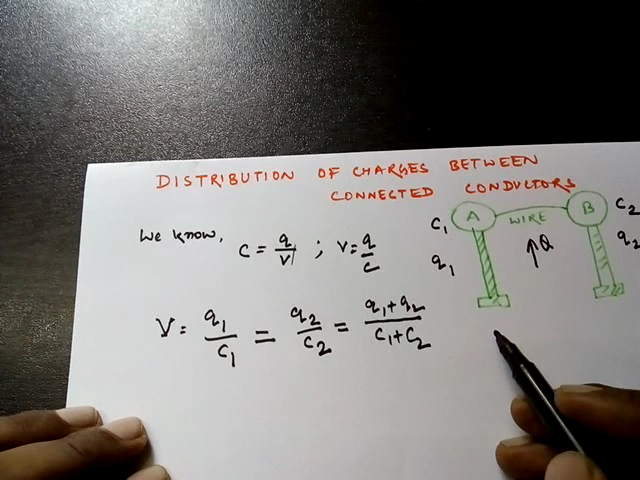 DISTRIBUTION OF CHARGES BETWEEN
CONNECTED CONDUCTORS
We know, C = q/V ; V = q/C
V = q₁/C₁ = q₂/C₂ = q₁+q₂/C₁+C₂
C₁ A WIRE B C₂
q₁ ↑Q q₂